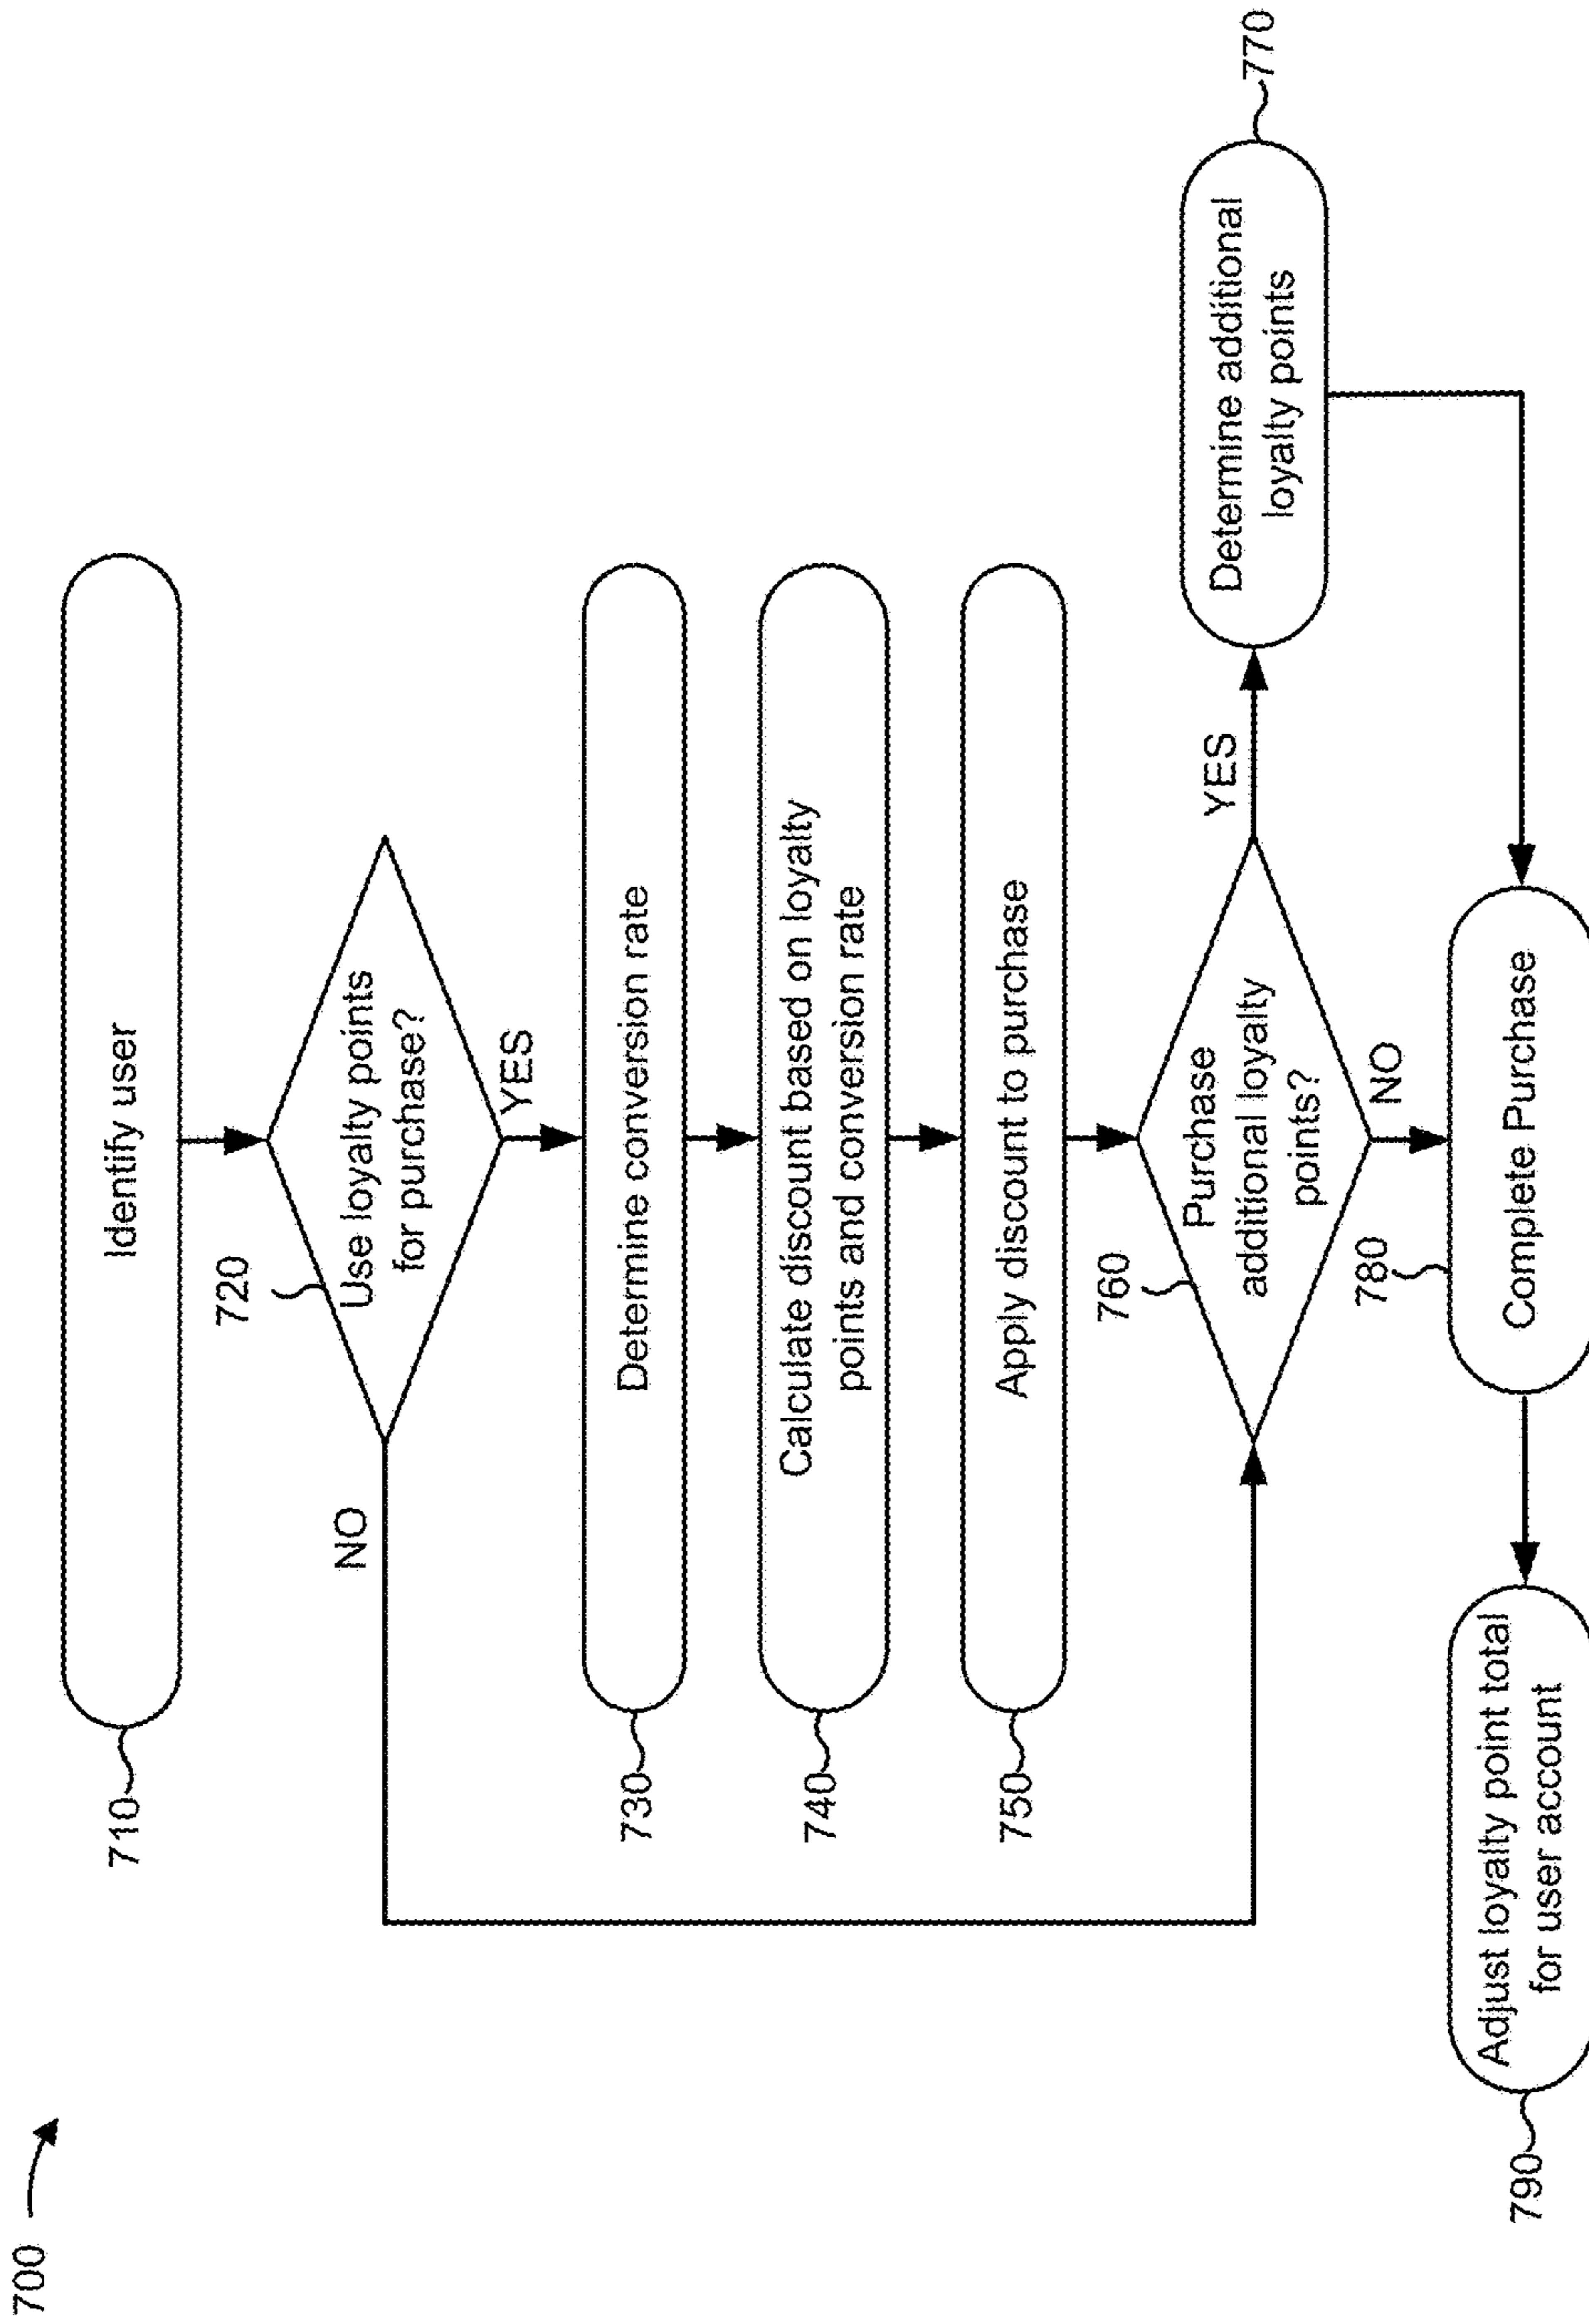 700
710
Identify user
720
Use loyalty points
for purchase?
NO
YES
730
Determine conversion rate
740
Calculate discount based on loyalty
points and conversion rate
750
Apply discount to purchase
760
Purchase
additional loyalty
points?
YES
Determine additional
loyalty points
770
NO
780
Complete Purchase
790
Adjust loyalty point total
for user account